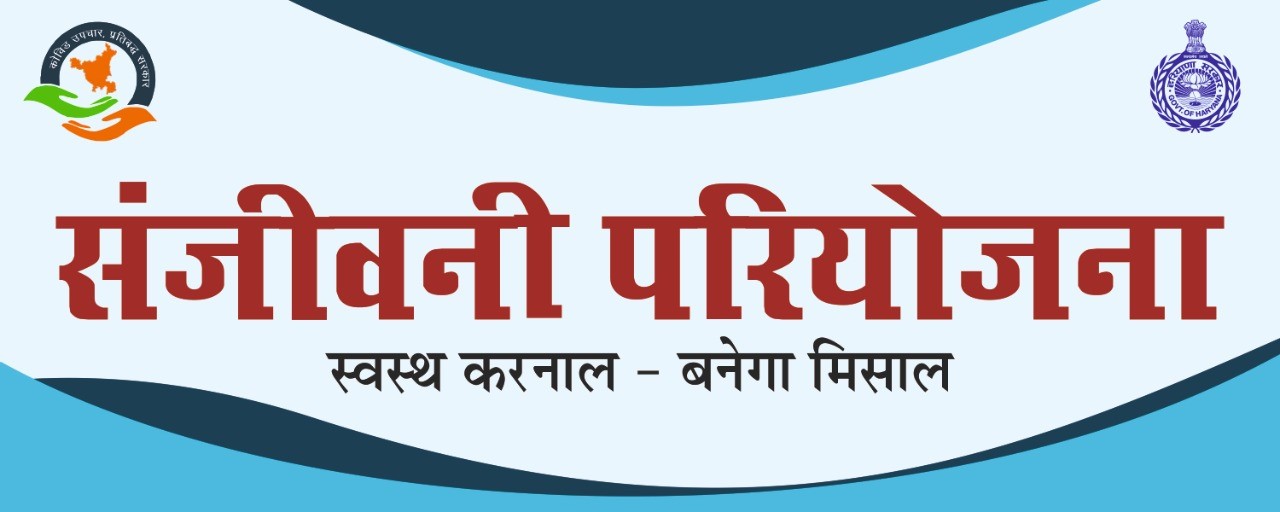 कोविड उपचार, प्रतिबद्ध सरकार
हरियाणा सरकार
GOVT. OF HARYANA
संजीवनी परियोजना
स्वस्थ करनाल - बनेगा मिसाल